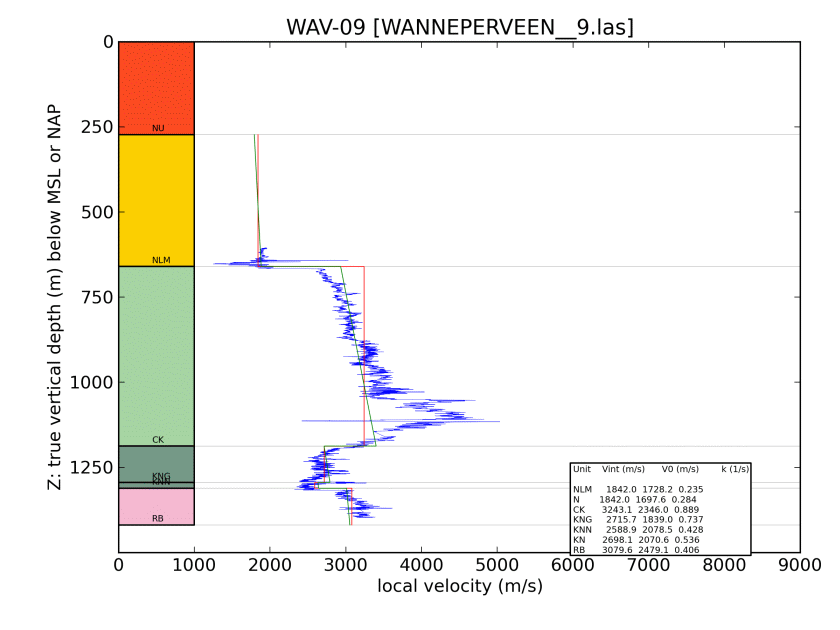 WAV-09 [WANNEPERVEEN__9.las]
0
250
500
750
1000
1250
Z: true vertical depth (m) below MSL or NAP
NU
NLM
CK
KNG
KNN
RB
Unit Vint (m/s) V0 (m/s) k (1/s)
NLM 1842.0 1728.2 0.235
N 1842.0 1697.6 0.284
CK 3243.1 2346.0 0.889
KNG 2715.7 1839.0 0.737
KNN 2588.9 2078.5 0.428
KN 2698.1 2070.6 0.536
RB 3079.6 2479.1 0.406
0 1000 2000 3000 4000 5000 6000 7000 8000 9000
local velocity (m/s)